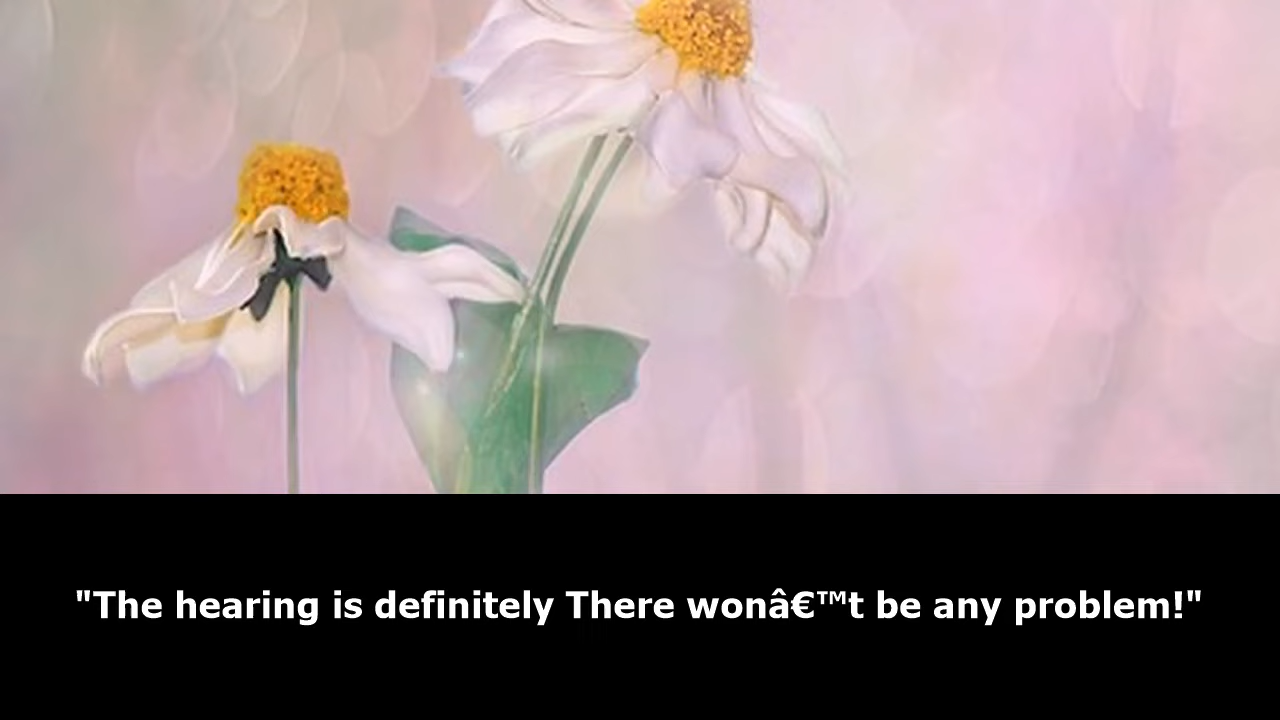 "The hearing is definitely There wonâ€™t be any problem!"